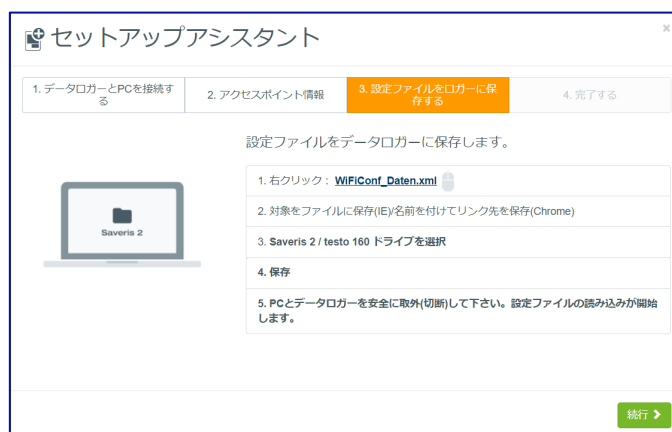 セットアップアシスタント
×
1. データロガーとPCを接続す
る
2. アクセスポイント情報
3. 設定ファイルをロガーに保
存する
4. 完了する
設定ファイルをデータロガーに保存します。
Saveris 2
1. 右クリック： WiFiConf_Daten.xml
2. 対象をファイルに保存(IE)/名前を付けてリンク先を保存(Chrome)
3. Saveris 2 / testo 160 ドライブを選択
4. 保存
5. PCとデータロガーを安全に取外(切断)して下さい。設定ファイルの読み込みが開始
します。
続行